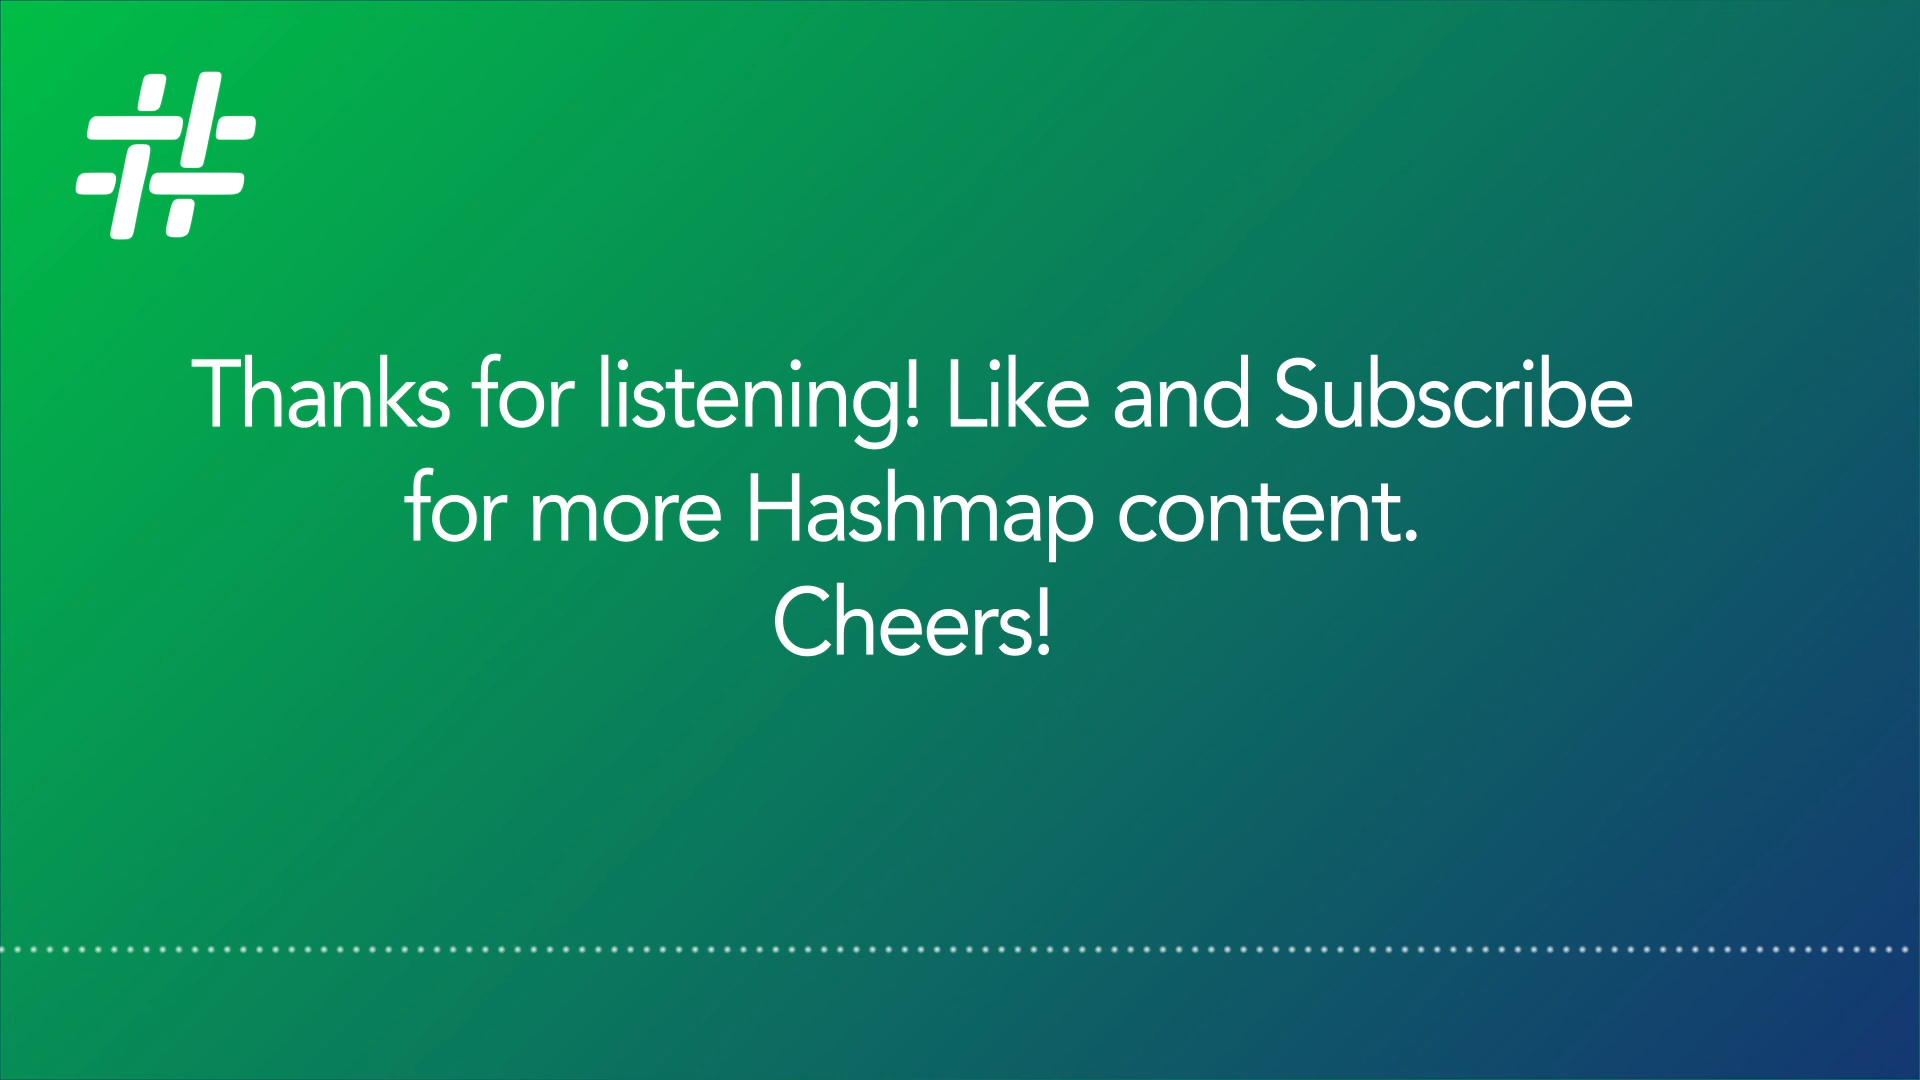 Thanks for listening! Like and Subscribe
for more Hashmap content.
Cheers!